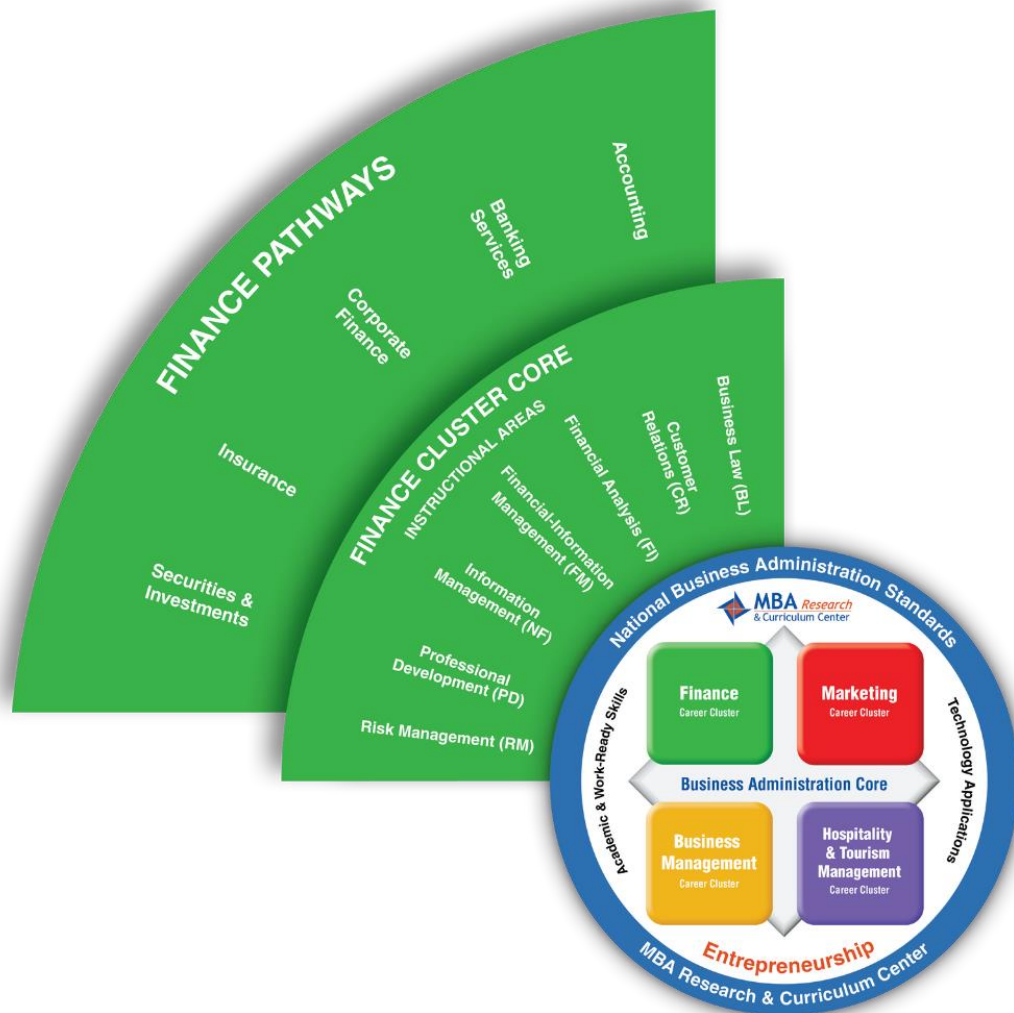 FINANCE PATHWAYS
Accounting
Banking
Services
Corporate
Finance
Insurance
Securities &
Investments
FINANCE CLUSTER CORE
INSTRUCTIONAL AREAS
Business Law (BL)
Customer
Relations (CR)
Financial Analysis (FI)
Financial-Information
Management (FM)
Information
Management (NF)
Professional
Development (PD)
Risk Management (RM)
National Business Administration Standards
MBA Research
& Curriculum Center
Academic & Work-Ready Skills
Technology Applications
Finance
Career Cluster
Marketing
Career Cluster
Business Administration Core
Business
Management
Career Cluster
Hospitality
& Tourism
Management
Career Cluster
Entrepreneurship
MBA Research & Curriculum Center